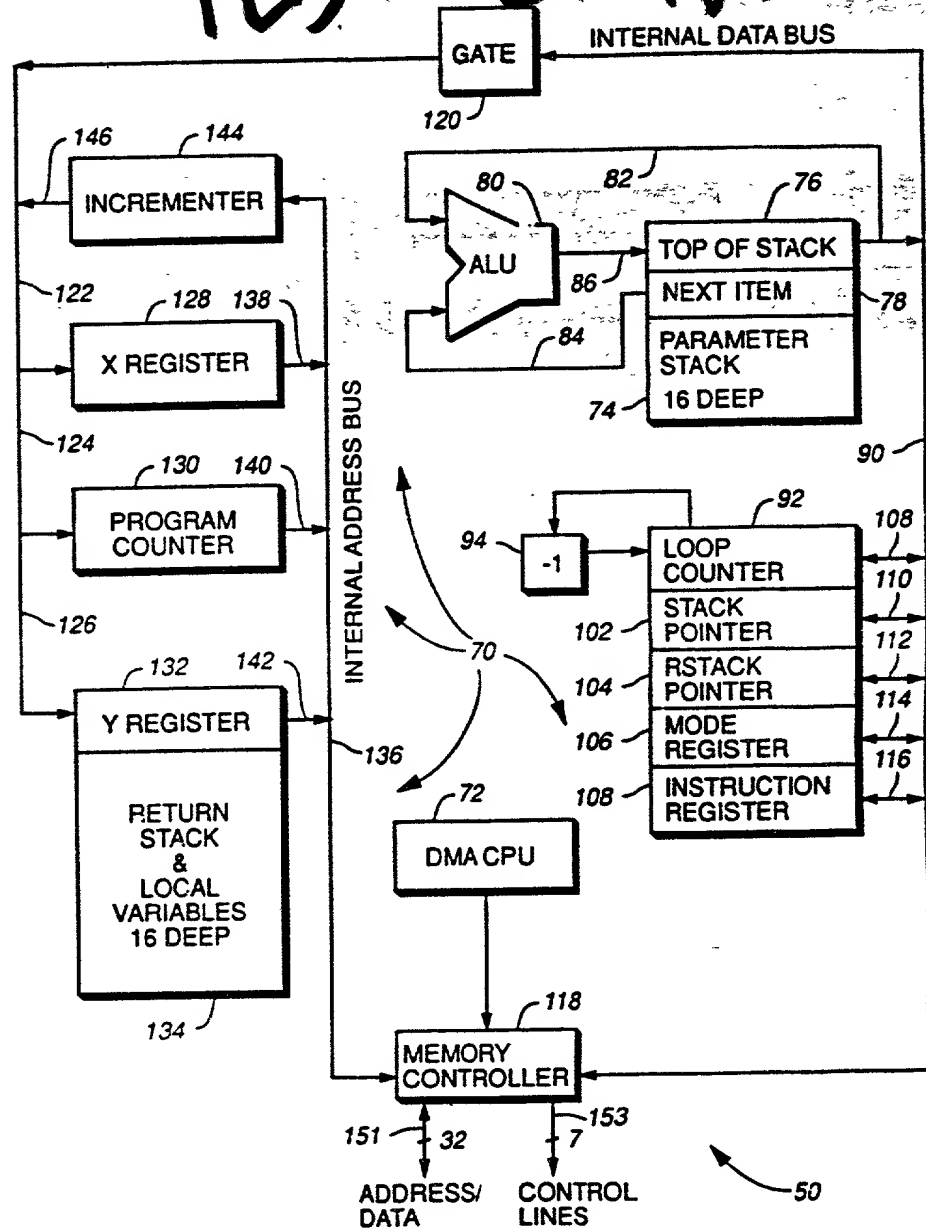 GATE
INTERNAL DATA BUS
120
146
144
INCREMENTER
82
80
76
ALU
86
TOP OF STACK
NEXT ITEM
78
PARAMETER
STACK
16 DEEP
74
84
122
128
138
X REGISTER
INTERNAL ADDRESS BUS
124
130
140
PROGRAM
COUNTER
90
92
94
-1
LOOP
COUNTER
108
110
102
STACK
POINTER
112
104
RSTACK
POINTER
114
106
MODE
REGISTER
116
108
INSTRUCTION
REGISTER
126
132
142
Y REGISTER
70
136
RETURN
STACK
&
LOCAL
VARIABLES
16 DEEP
134
72
DMA CPU
118
MEMORY
CONTROLLER
151
32
153
7
ADDRESS/
DATA
CONTROL
LINES
50